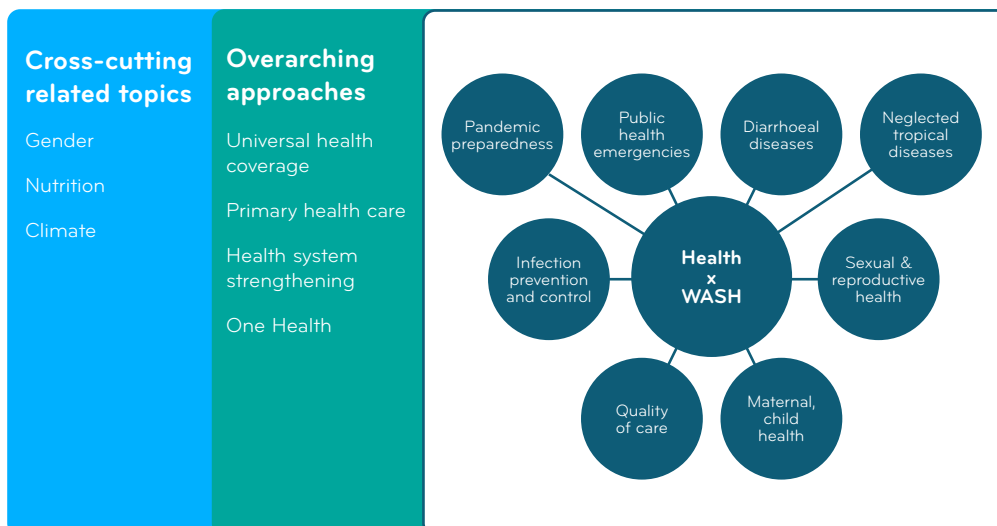 Cross-cutting
related topics
Gender
Nutrition
Climate
Overarching
approaches
Universal health
coverage
Primary health care
Health system
strengthening
One Health
Pandemic
preparedness
Public
health
emergencies
Diarrhoeal
diseases
Neglected
tropical
diseases
Infection
prevention
and control
Health
x
WASH
Sexual &
reproductive
health
Quality
of care
Maternal,
child
health